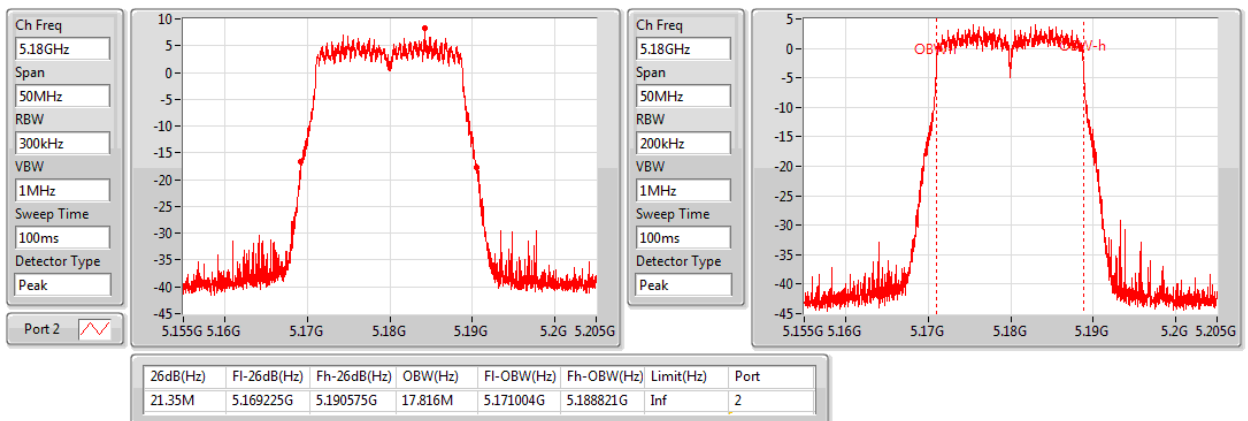 Ch Freq
5.18GHz
Span
50MHz
RBW
300kHz
VBW
1MHz
Sweep Time
100ms
Detector Type
Peak
Port 2
10
5
0
-5
-10
-15
-20
-25
-30
-35
-40
-45
5.155G 5.16G 5.17G 5.18G 5.19G 5.2G 5.205G
Ch Freq
5.18GHz
Span
50MHz
RBW
200kHz
VBW
1MHz
Sweep Time
100ms
Detector Type
Peak
5
0
-5
-10
-15
-20
-25
-30
-35
-40
-45
5.155G 5.16G 5.17G 5.18G 5.19G 5.2G 5.205G
26dB(Hz) Fl-26dB(Hz) Fh-26dB(Hz) OBW(Hz) Fl-OBW(Hz) Fh-OBW(Hz) Limit(Hz) Port
21.35M 5.169225G 5.190575G 17.816M 5.171004G 5.188821G Inf 2